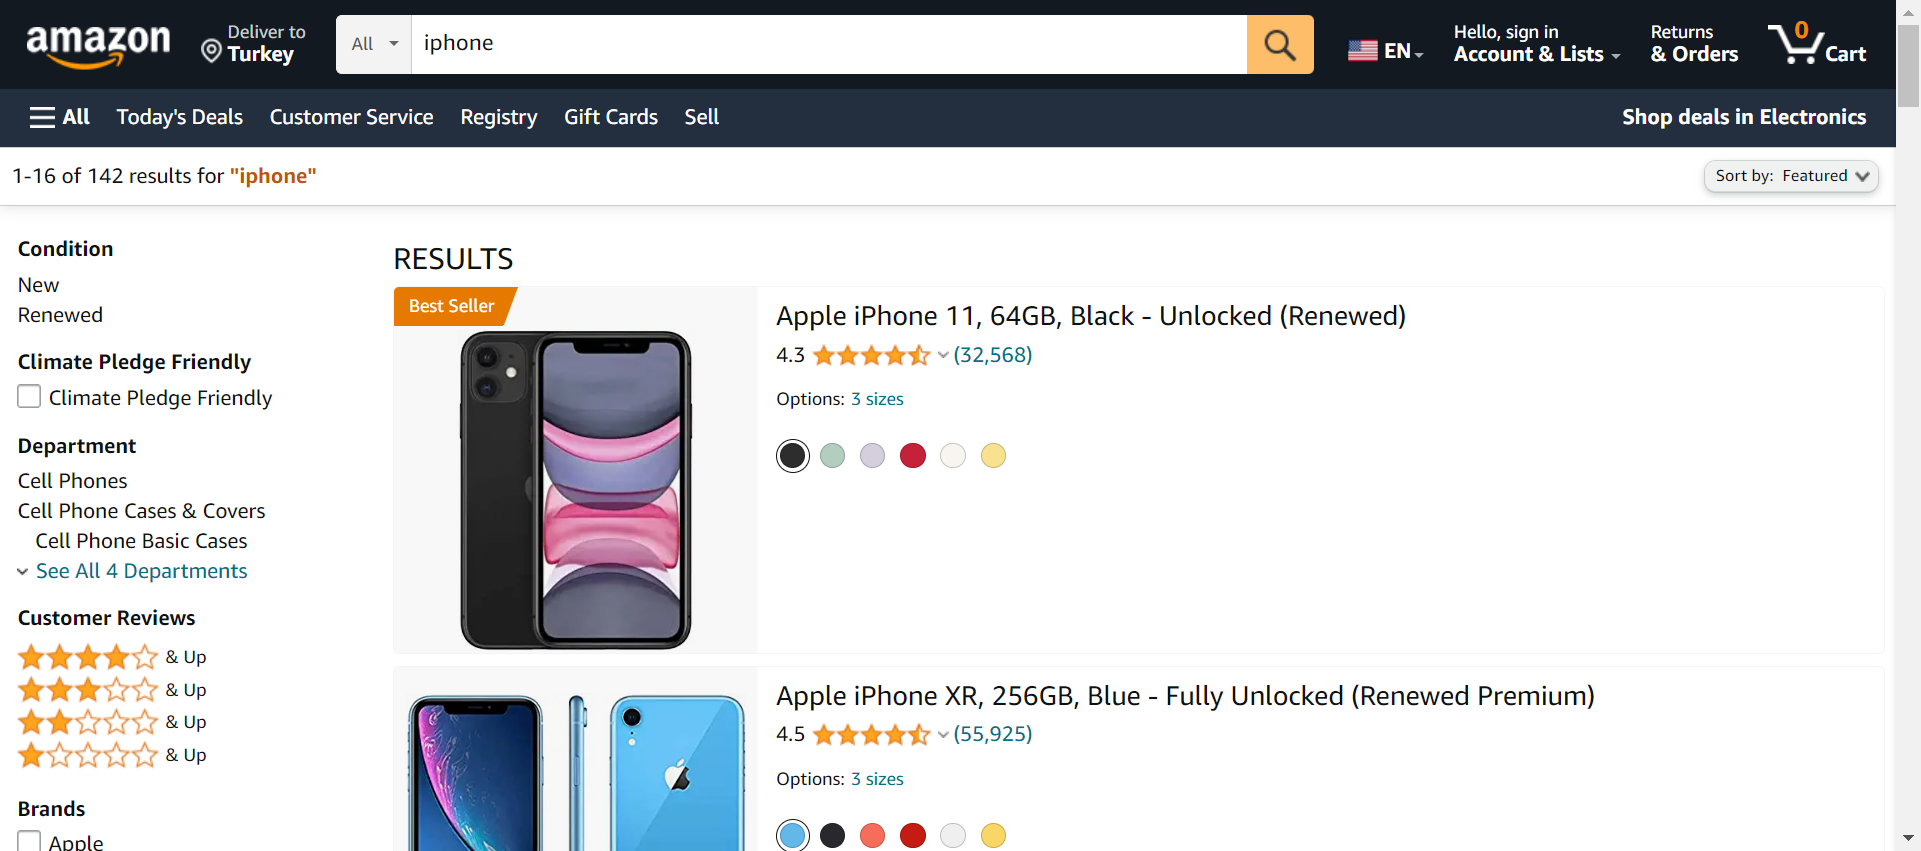 amazon
Deliver to
Turkey
All
iphone
EN
Hello, sign in
Account & Lists
Returns
& Orders
0
Cart
All
Today's Deals
Customer Service
Registry
Gift Cards
Sell
Shop deals in Electronics
1-16 of 142 results for "iphone"
Sort by: Featured
Condition
New
Renewed
Climate Pledge Friendly
Climate Pledge Friendly
Department
Cell Phones
Cell Phone Cases & Covers
Cell Phone Basic Cases
See All 4 Departments
Customer Reviews
& Up
& Up
& Up
& Up
Brands
Apple
RESULTS
Best Seller
Apple iPhone 11, 64GB, Black - Unlocked (Renewed)
4.3 (32,568)
Options: 3 sizes
Apple iPhone XR, 256GB, Blue - Fully Unlocked (Renewed Premium)
4.5 (55,925)
Options: 3 sizes